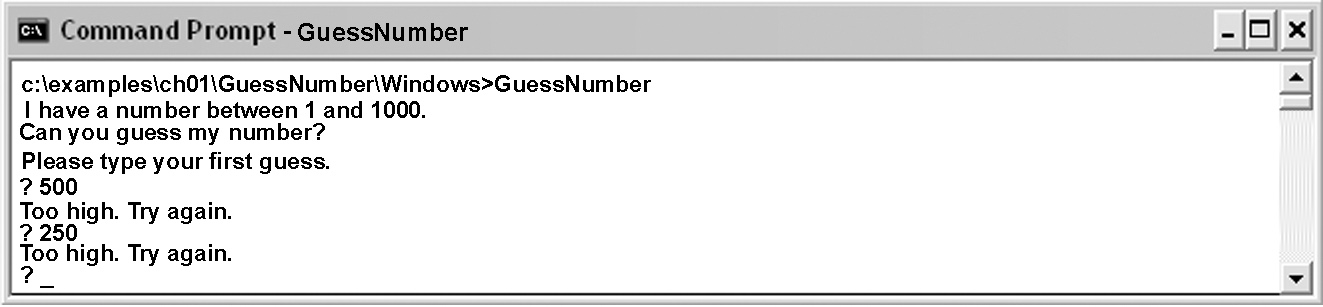 Command Prompt - GuessNumber
c:\examples\ch01\GuessNumber\Windows>GuessNumber
I have a number between 1 and 1000.
Can you guess my number?
Please type your first guess.
? 500
Too high. Try again.
? 250
Too high. Try again.
? _